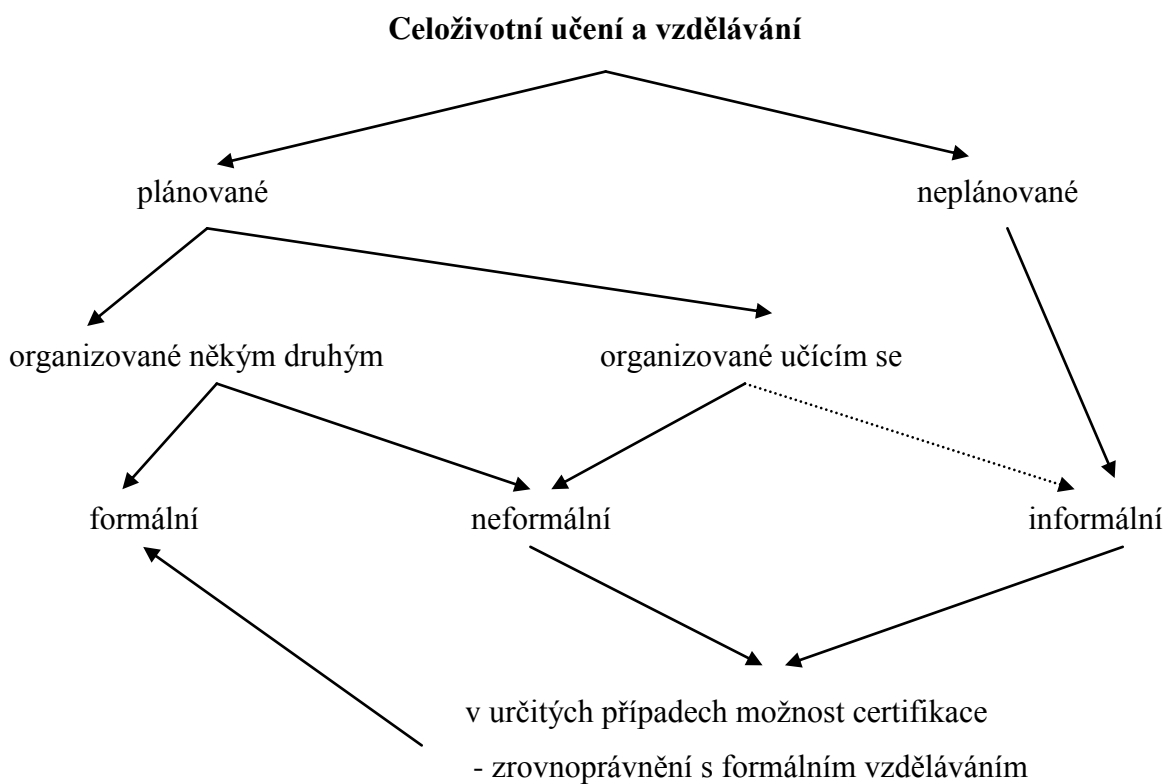 Celoživotní učení a vzdělávání
plánované
neplánované
organizované někým druhým
organizované učícím se
formální
neformální
informální
v určitých případech možnost certifikace
- zrovnoprávnění s formálním vzděláváním